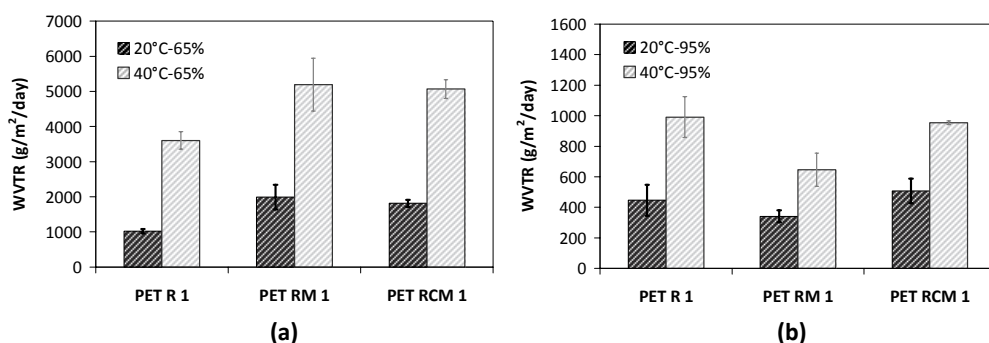 7000
6000
5000
4000
3000
2000
1000
0
WVTR (g/m²/day)
20°C-65%
40°C-65%
PET R 1 PET RM 1 PET RCM 1
(a)
1600
1400
1200
1000
800
600
400
200
0
WVTR (g/m²/day)
20°C-95%
40°C-95%
PET R 1 PET RM 1 PET RCM 1
(b)